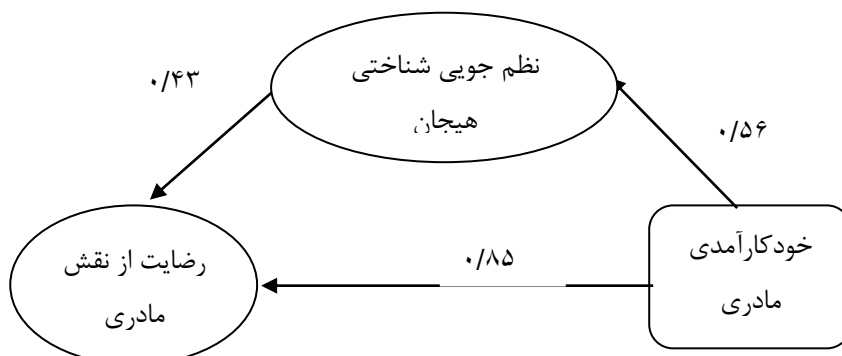 نظم جویی شناختی
هیجان
۰/۴۳
۰/۵۶
خودکارآمدی
مادری
۰/۸۵
رضایت از نقش
مادری